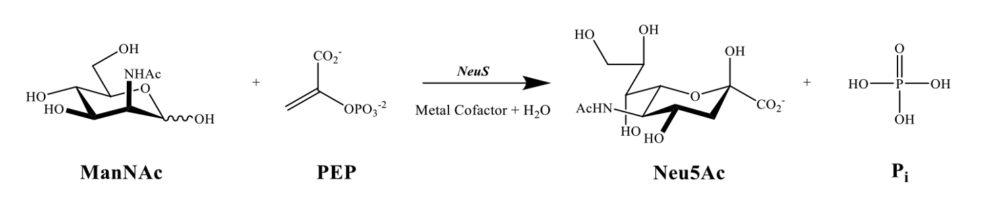 OH
NHAc
O
HO
HO
OH
ManNAc
+
CO2-
OPO3-2
PEP
NeuS
Metal Cofactor + H2O
HO
OH
OH
O
AcHN
CO2-
HO
HO
Neu5Ac
+
O
HO
P
OH
OH
Pi